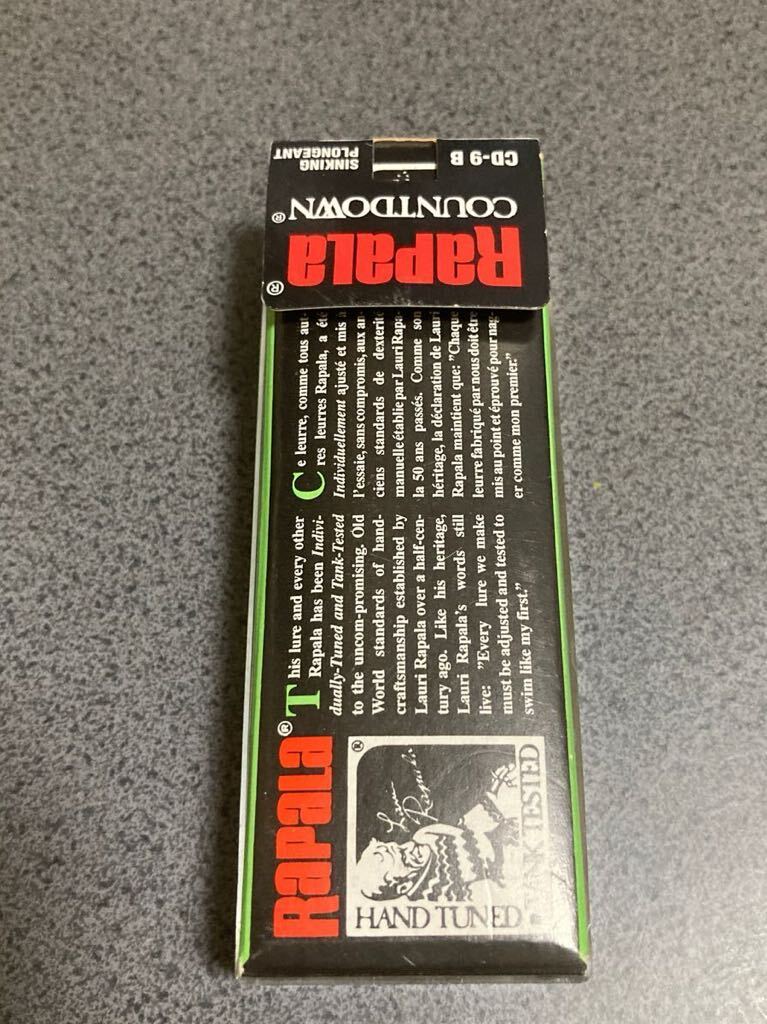 CD-9 B
SINKING
PLONGEANT
COUNTDOWN®
RAPALA®
RAPALA®
HAND TUNED • TANK TESTED
Lauri
Rapala
®
This lure and every other
Rapala has been Indivi-
dually-Tuned and Tank-Tested
to the uncom-promising. Old
World standards of hand-
craftsmanship established by
Lauri Rapala over a half-cen-
tury ago. Like his heritage,
Lauri Rapala's words still
live: "Every lure we make
must be adjusted and tested to
swim like my first."
Ce leurre, comme tous aut-
res leurres Rapala, a été
Individuellement ajusté et mis à
l'essaie, sans compromis, aux an-
ciens standards de dexterité
manuelle établie par Lauri Rapa-
la 50 ans passés. Comme son
héritage, la déclaration de Lauri
Rapala maintient que: "Chaque
leurre fabriqué par nous doit être
mis au point et éprouvé pour nag-
er comme mon premier."